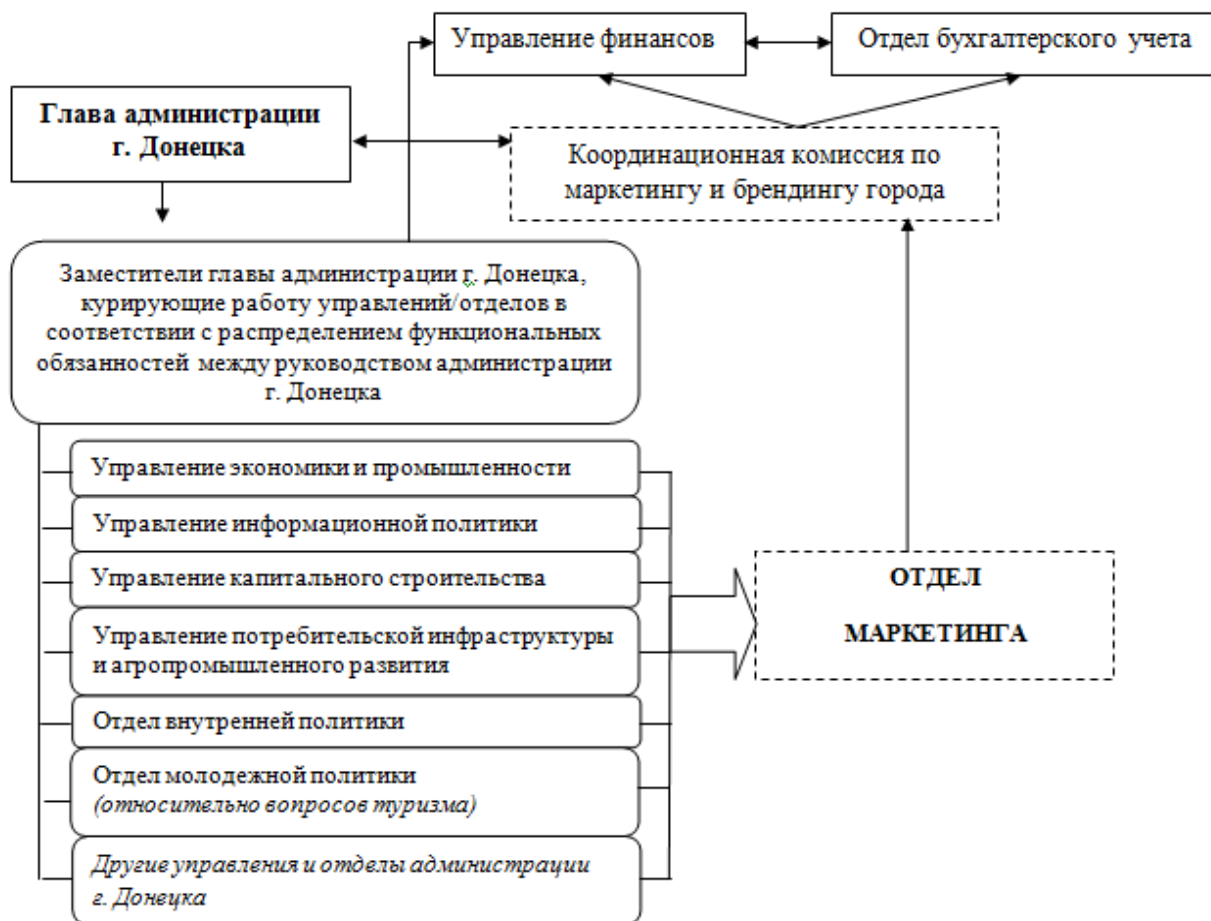 Управление финансов
Отдел бухгалтерского учета
Глава администрации
г. Донецка
Координационная комиссия по
маркетингу и брендингу города
Заместители главы администрации г. Донецка,
курирующие работу управлений/отделов в
соответствии с распределением функциональных
обязанностей между руководством администрации
г. Донецка
Управление экономики и промышленности
Управление информационной политики
Управление капитального строительства
Управление потребительской инфраструктуры
и агропромышленного развития
Отдел внутренней политики
Отдел молодежной политики
(относительно вопросов туризма)
Другие управления и отделы администрации
г. Донецка
ОТДЕЛ
МАРКЕТИНГА